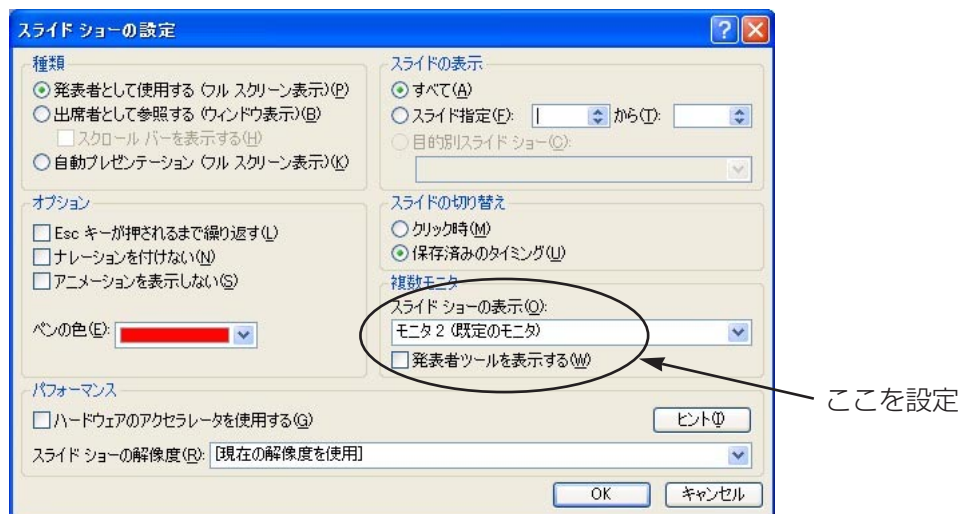 スライド ショーの設定
種類
発表者として使用する (フル スクリーン表示)(P)
出席者として参照する (ウィンドウ表示)(B)
スクロール バーを表示する(H)
自動プレゼンテーション (フル スクリーン表示)(K)
スライドの表示
すべて(A)
スライド指定(F): から(T):
目的別スライド ショー(C):
オプション
Esc キーが押されるまで繰り返す(L)
ナレーションを付けない(N)
アニメーションを表示しない(S)
ペンの色(E):
スライドの切り替え
クリック時(M)
保存済みのタイミング(U)
複数モニタ
スライド ショーの表示(O):
モニタ 2 (既定のモニタ)
発表者ツールを表示する(W)
ここを設定
パフォーマンス
ハードウェアのアクセラレータを使用する(G)
ヒント(I)
スライド ショーの解像度(R): [現在の解像度を使用]
OK キャンセル